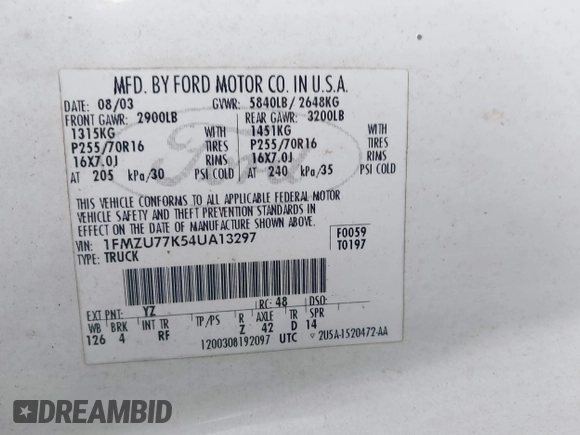 MFD. BY FORD MOTOR CO. IN U.S.A.
DATE: 08/03 GVWR: 5840LB/ 2648KG
FRONT GAWR: 2900LB REAR GAWR: 3200LB
1315KG WITH 1451KG WITH
P255/70R16 TIRES P255/70R16 TIRES
16X7.0J RIMS 16X7.0J RIMS
AT 205 kPa/30 PSI COLD AT 240 kPa/35 PSI COLD
THIS VEHICLE CONFORMS TO ALL APPLICABLE FEDERAL MOTOR
VEHICLE SAFETY AND THEFT PREVENTION STANDARDS IN
EFFECT ON THE DATE OF MANUFACTURE SHOWN ABOVE.
VIN: 1FMZU77K54UA13297 F0059
TYPE: TRUCK T0197
EXT PNT: YZ RC: 48 DSO:
WB BRK INT TR TP/PS R AXLE TR SPR
126 4 RF Z 42 D 14
1200308192097 UTC 2U5A-1520472-AA
Ford
DREAMBID